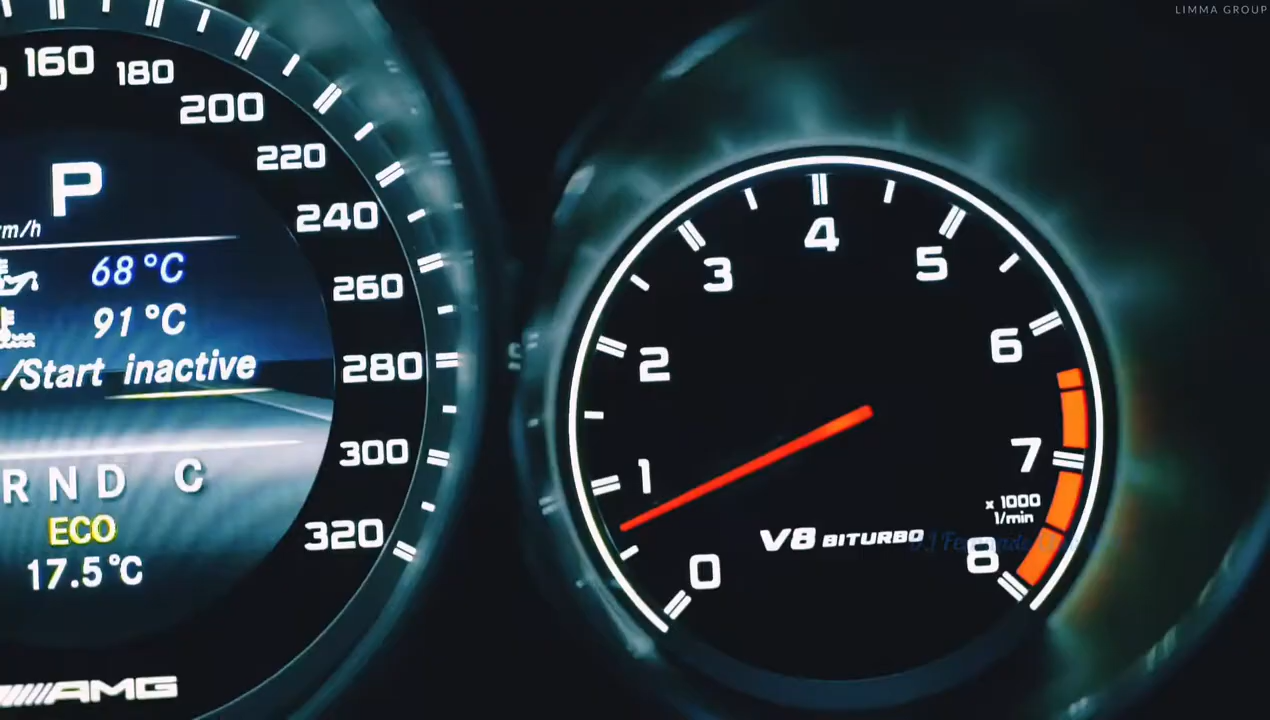 LIMMA GROUP
160
180
200
220
240
260
280
300
320
P
km/h
68°C
91°C
/Start inactive
R N D C
ECO
17.5°C
AMG
0
1
2
3
4
5
6
7
8
x 1000
1/min
V8 BITURBO